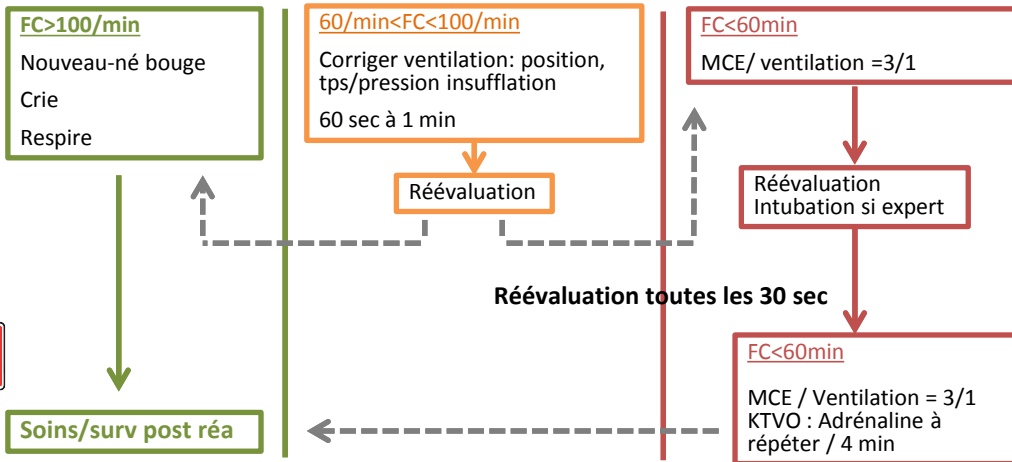 FC>100/min
Nouveau-né bouge
Crie
Respire
60/min<FC<100/min
Corriger ventilation: position,
tps/pression insufflation
60 sec à 1 min
Réévaluation
FC<60min
MCE/ ventilation =3/1
Réévaluation
Intubation si expert
Réévaluation toutes les 30 sec
FC<60min
MCE / Ventilation = 3/1
KTVO : Adrénaline à
répéter / 4 min
Soins/surv post réa